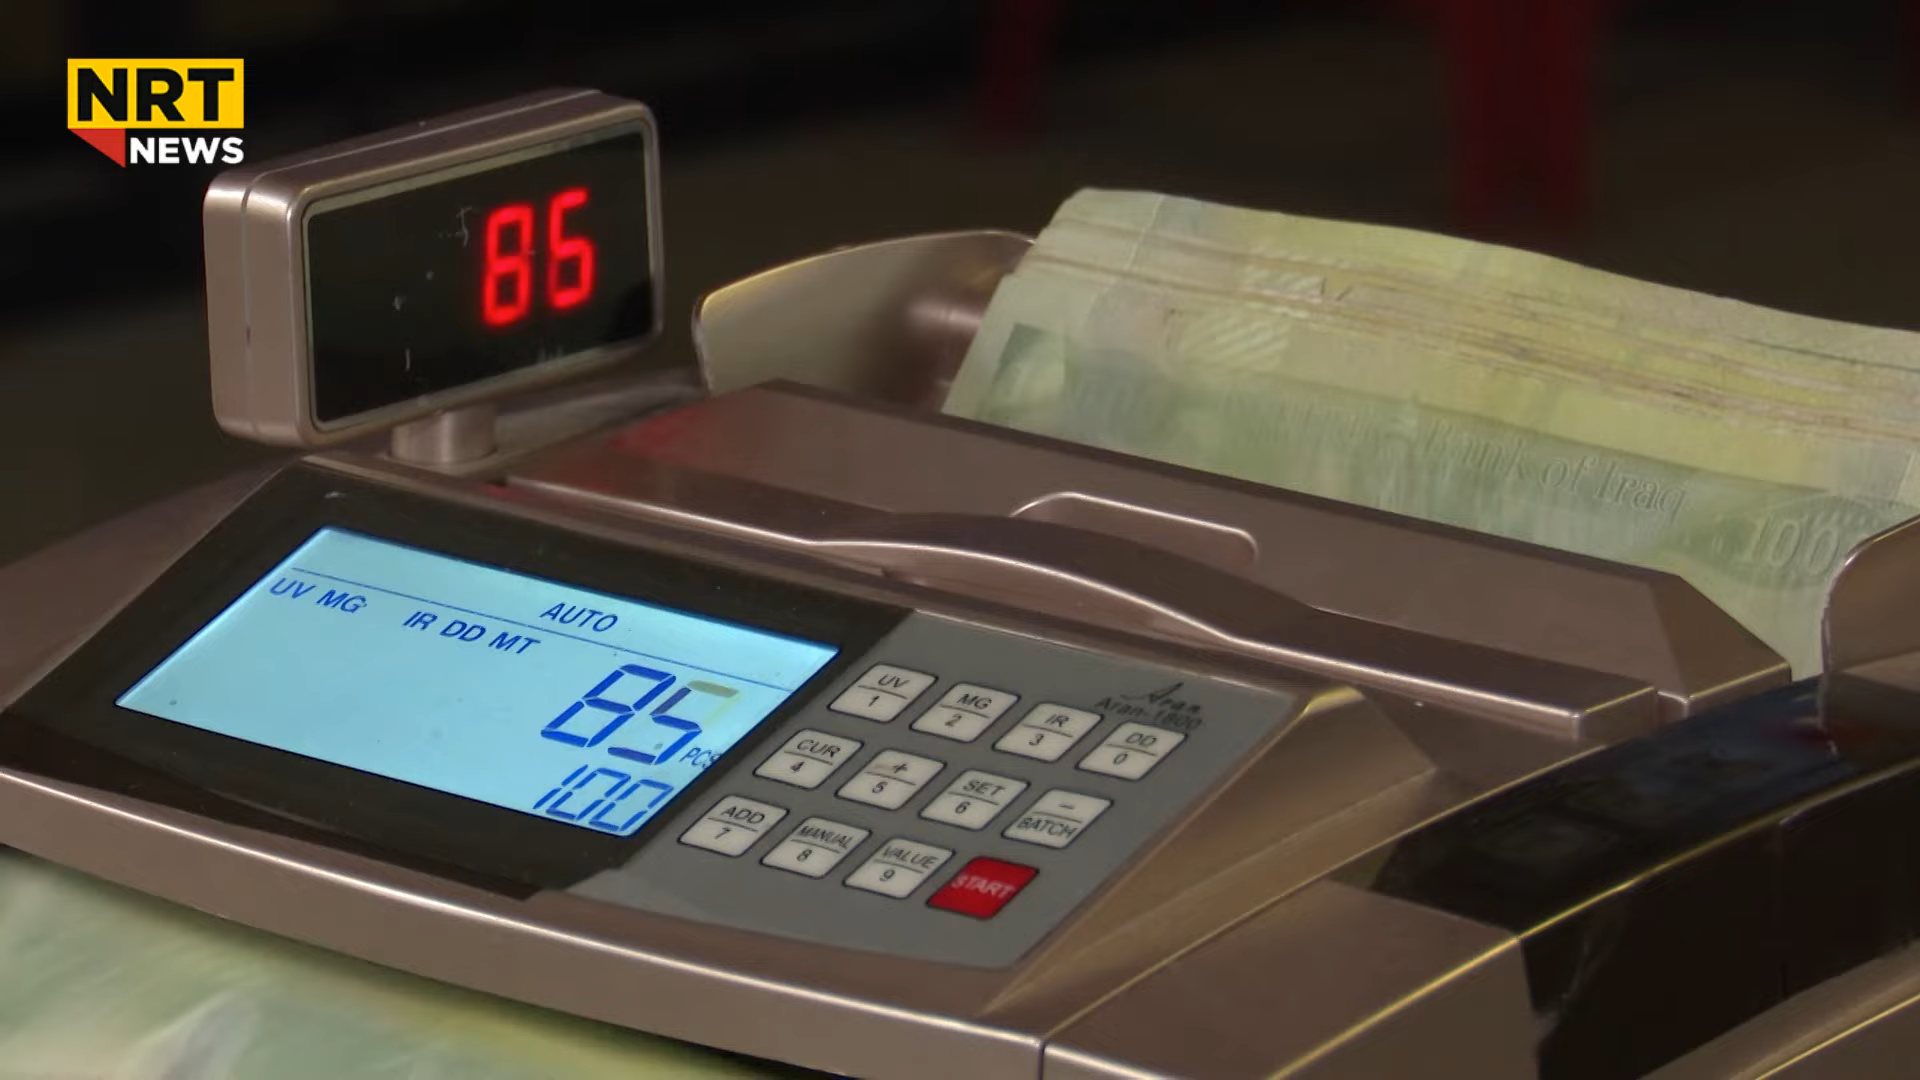 NRT
NEWS
86
Bank of Iraq
100
AUTO
UV MG IR DD MT
85 PCS
100
Aran
Aran-1800
UV
1
MG
2
IR
3
DD
0
CUR
4
+
5
SET
6
–
BATCH
ADD
7
MANUAL
8
VALUE
9
START